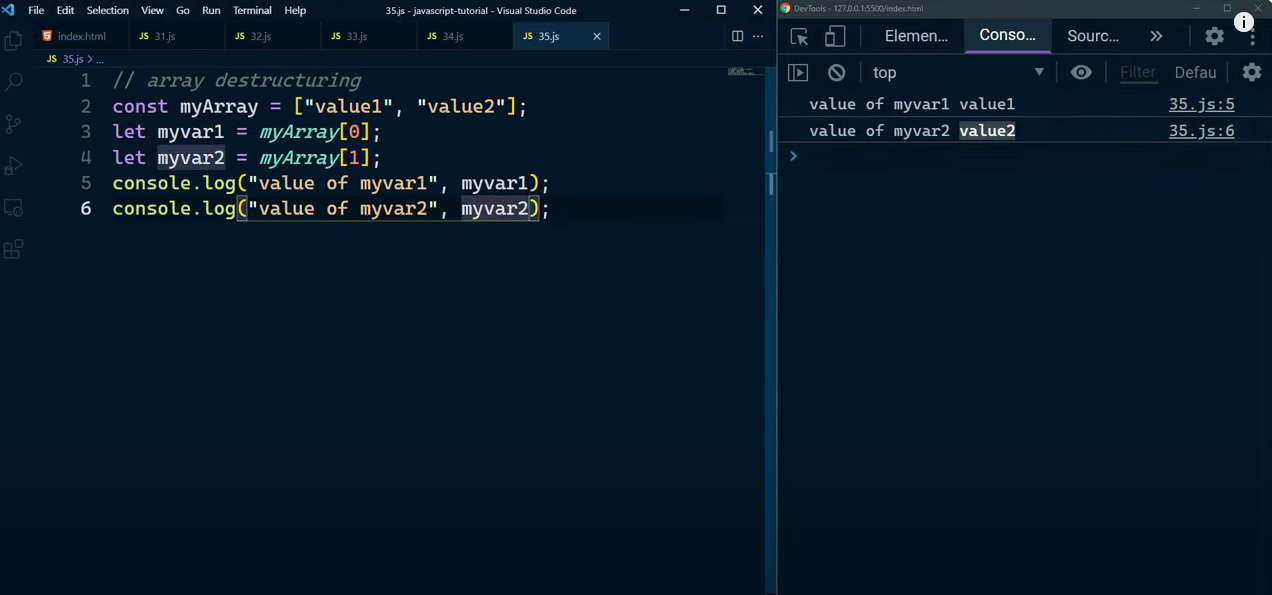 File Edit Selection View Go Run Terminal Help 35.js - javascript-tutorial - Visual Studio Code
index.html JS 31.js JS 32.js JS 33.js JS 34.js JS 35.js
JS 35.js > ...
1 // array destructuring
2 const myArray = ["value1", "value2"];
3 let myvar1 = myArray[0];
4 let myvar2 = myArray[1];
5 console.log("value of myvar1", myvar1);
6 console.log("value of myvar2", myvar2);
DevTools - 127.0.0.1:5500/index.html
Elemen... Conso... Sourc... »
top Filter Defau
value of myvar1 value1 35.js:5
value of myvar2 value2 35.js:6
>